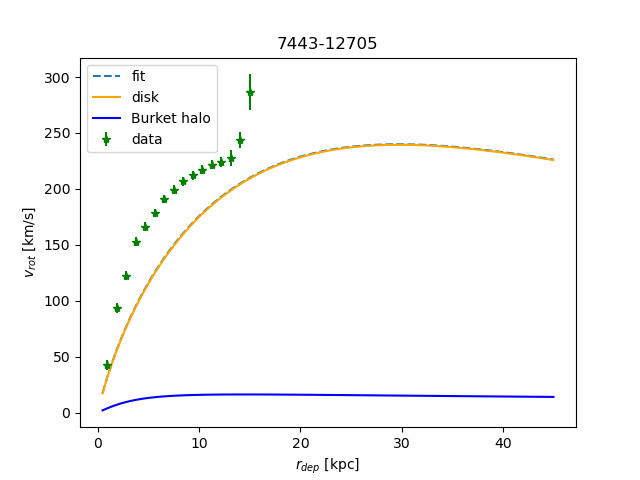 7443-12705
fit
disk
Burket halo
data
300
250
200
150
100
50
0
v_rot [km/s]
0 10 20 30 40
r_dep [kpc]